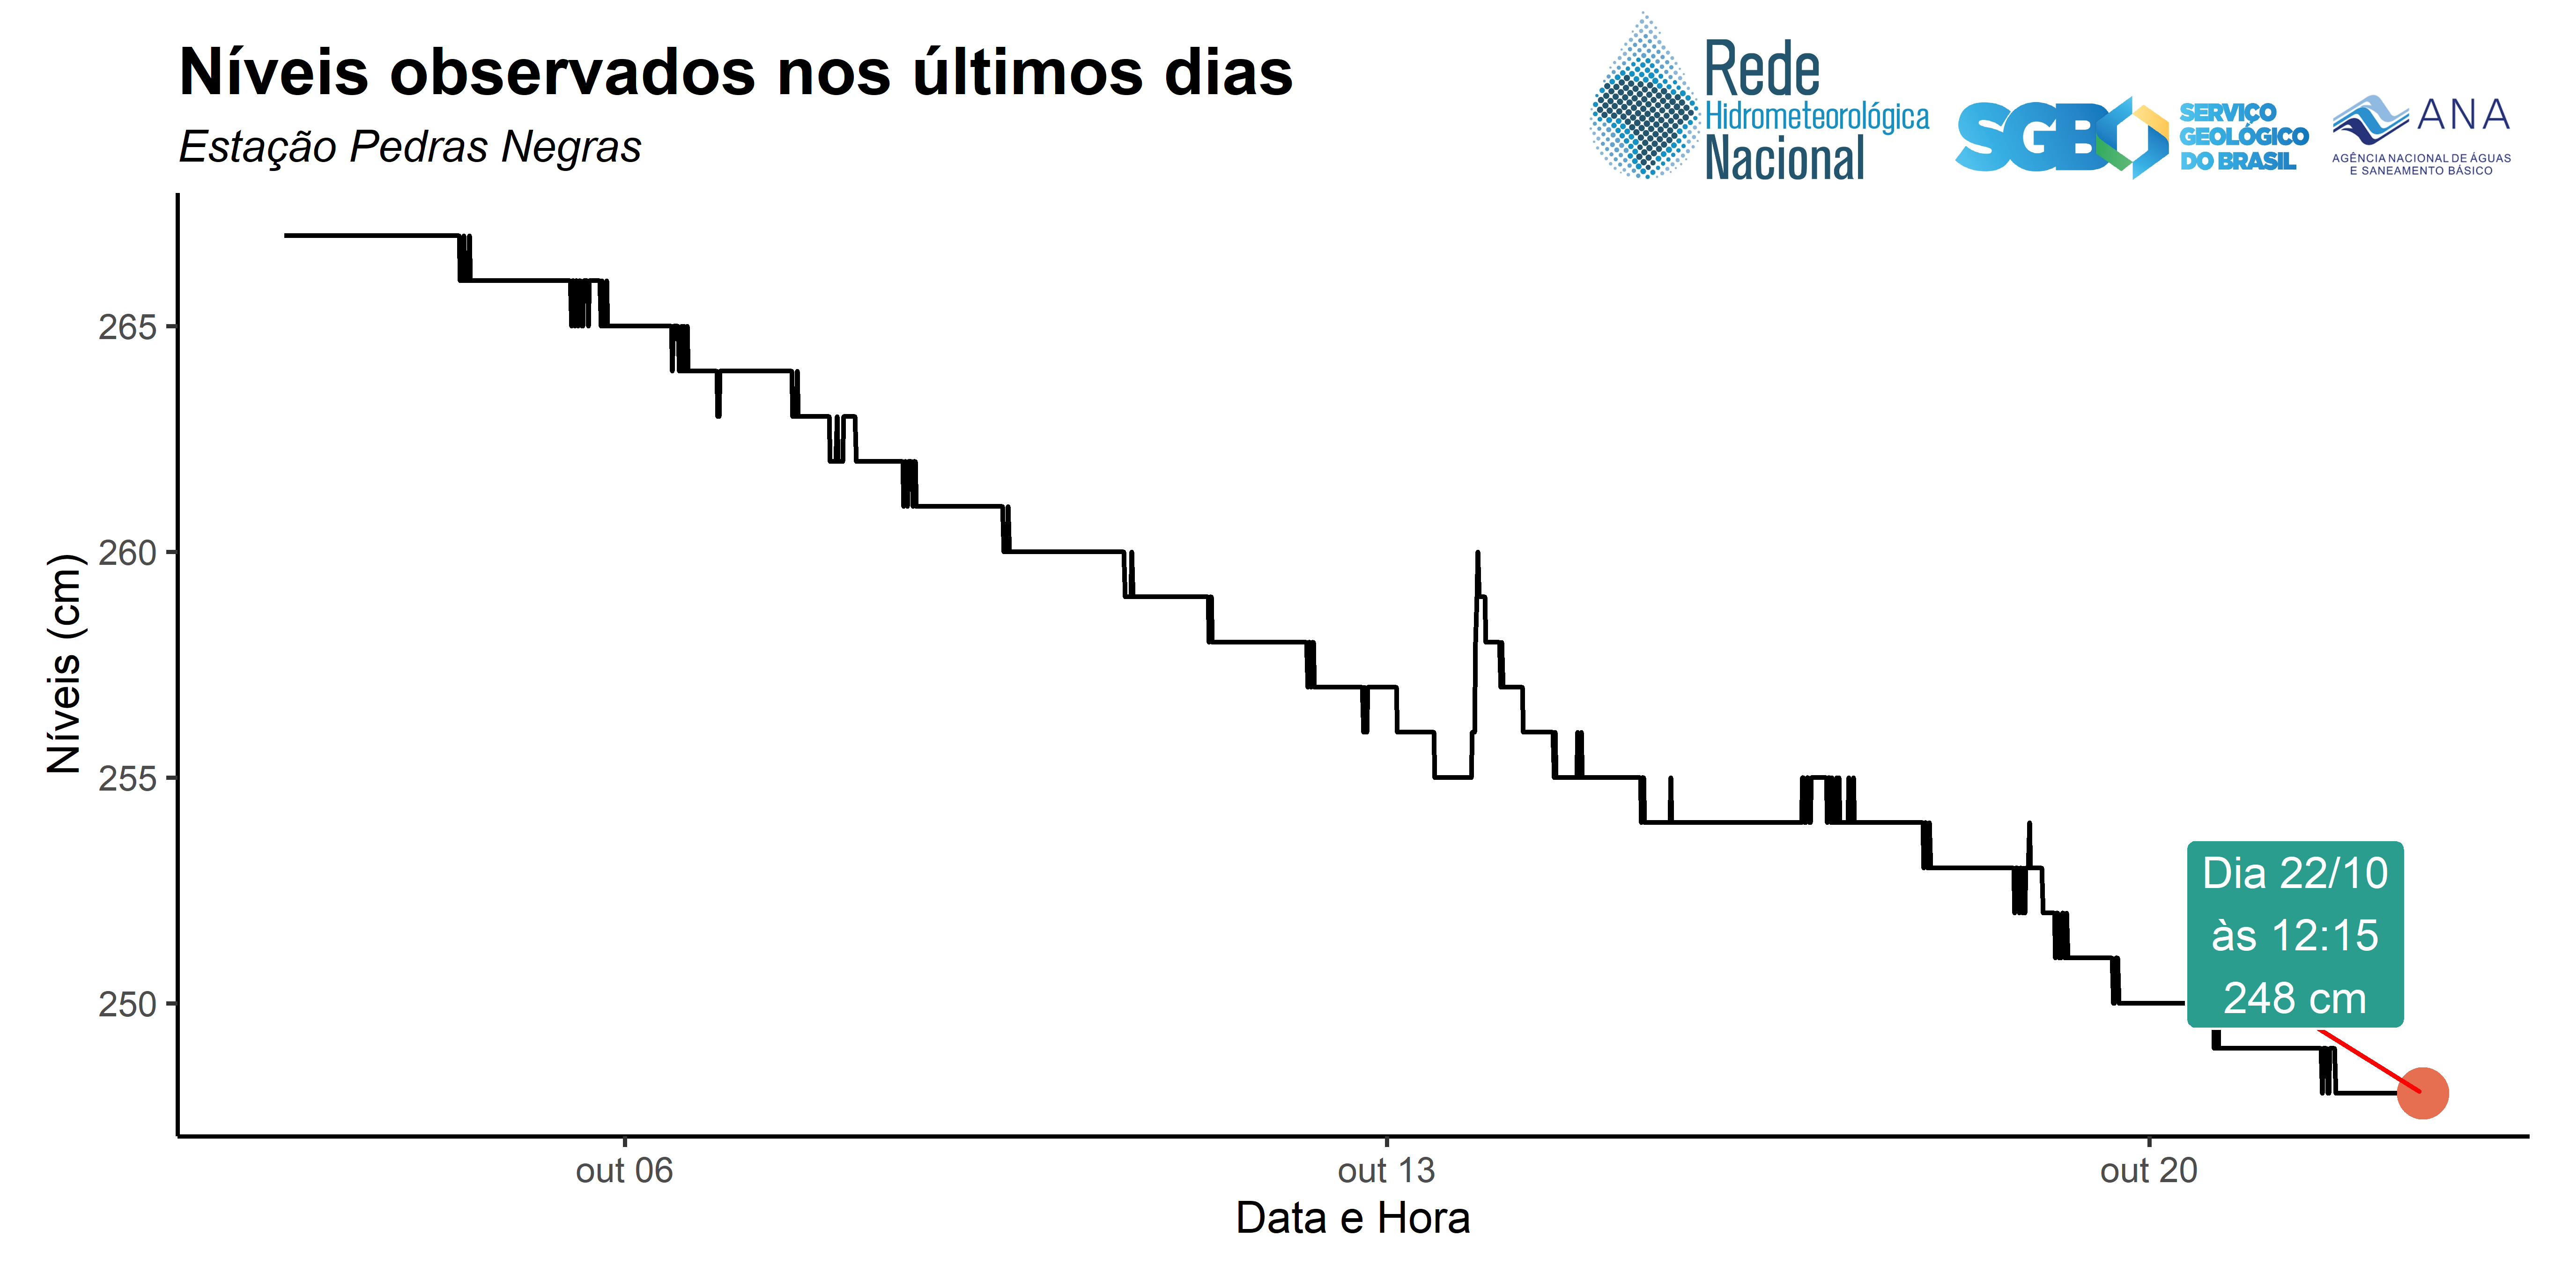 Níveis observados nos últimos dias
Estação Pedras Negras
Rede
Hidrometeorológica
Nacional
SGB
SERVIÇO
GEOLÓGICO
DO BRASIL
ANA
AGÊNCIA NACIONAL DE ÁGUAS
E SANEAMENTO BÁSICO
Níveis (cm)
265
260
255
250
Dia 22/10
às 12:15
248 cm
out 06
out 13
out 20
Data e Hora